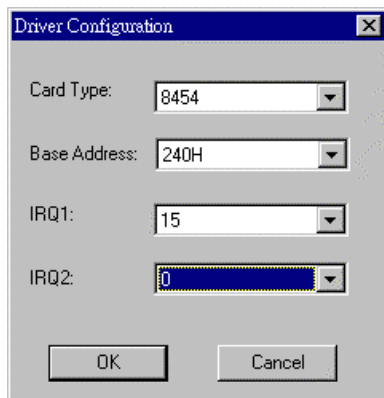 Driver Configuration
Card Type: 8454
Base Address: 240H
IRQ1: 15
IRQ2: 0
OK Cancel